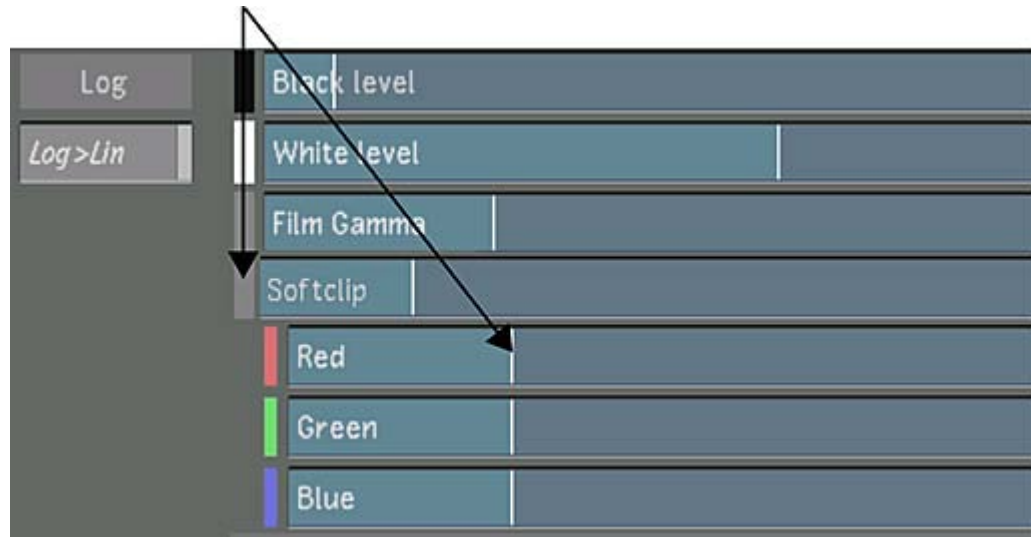 Log
Black level
Log>Lin
White level
Film Gamma
Softclip
Red
Green
Blue